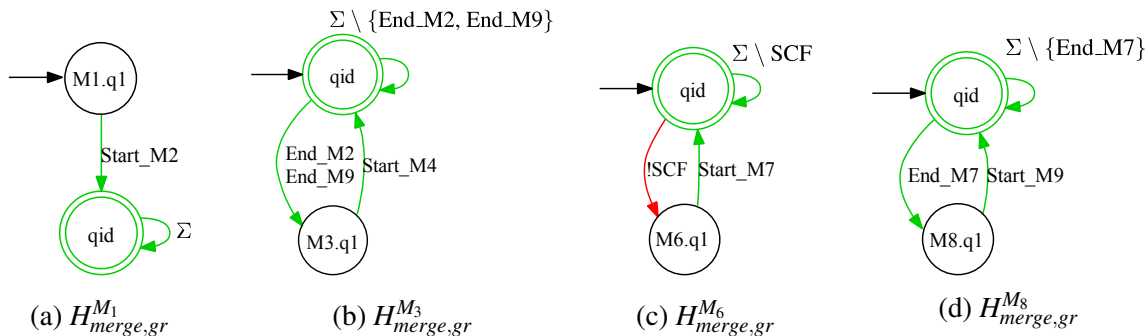 M1.q1
Start_M2
qid
Σ
(a) H^{M_1}_{merge,gr}
Σ \ {End_M2, End_M9}
qid
End_M2
End_M9
Start_M4
M3.q1
(b) H^{M_3}_{merge,gr}
Σ \ SCF
qid
!SCF
Start_M7
M6.q1
(c) H^{M_6}_{merge,gr}
Σ \ {End_M7}
qid
End_M7
Start_M9
M8.q1
(d) H^{M_8}_{merge,gr}